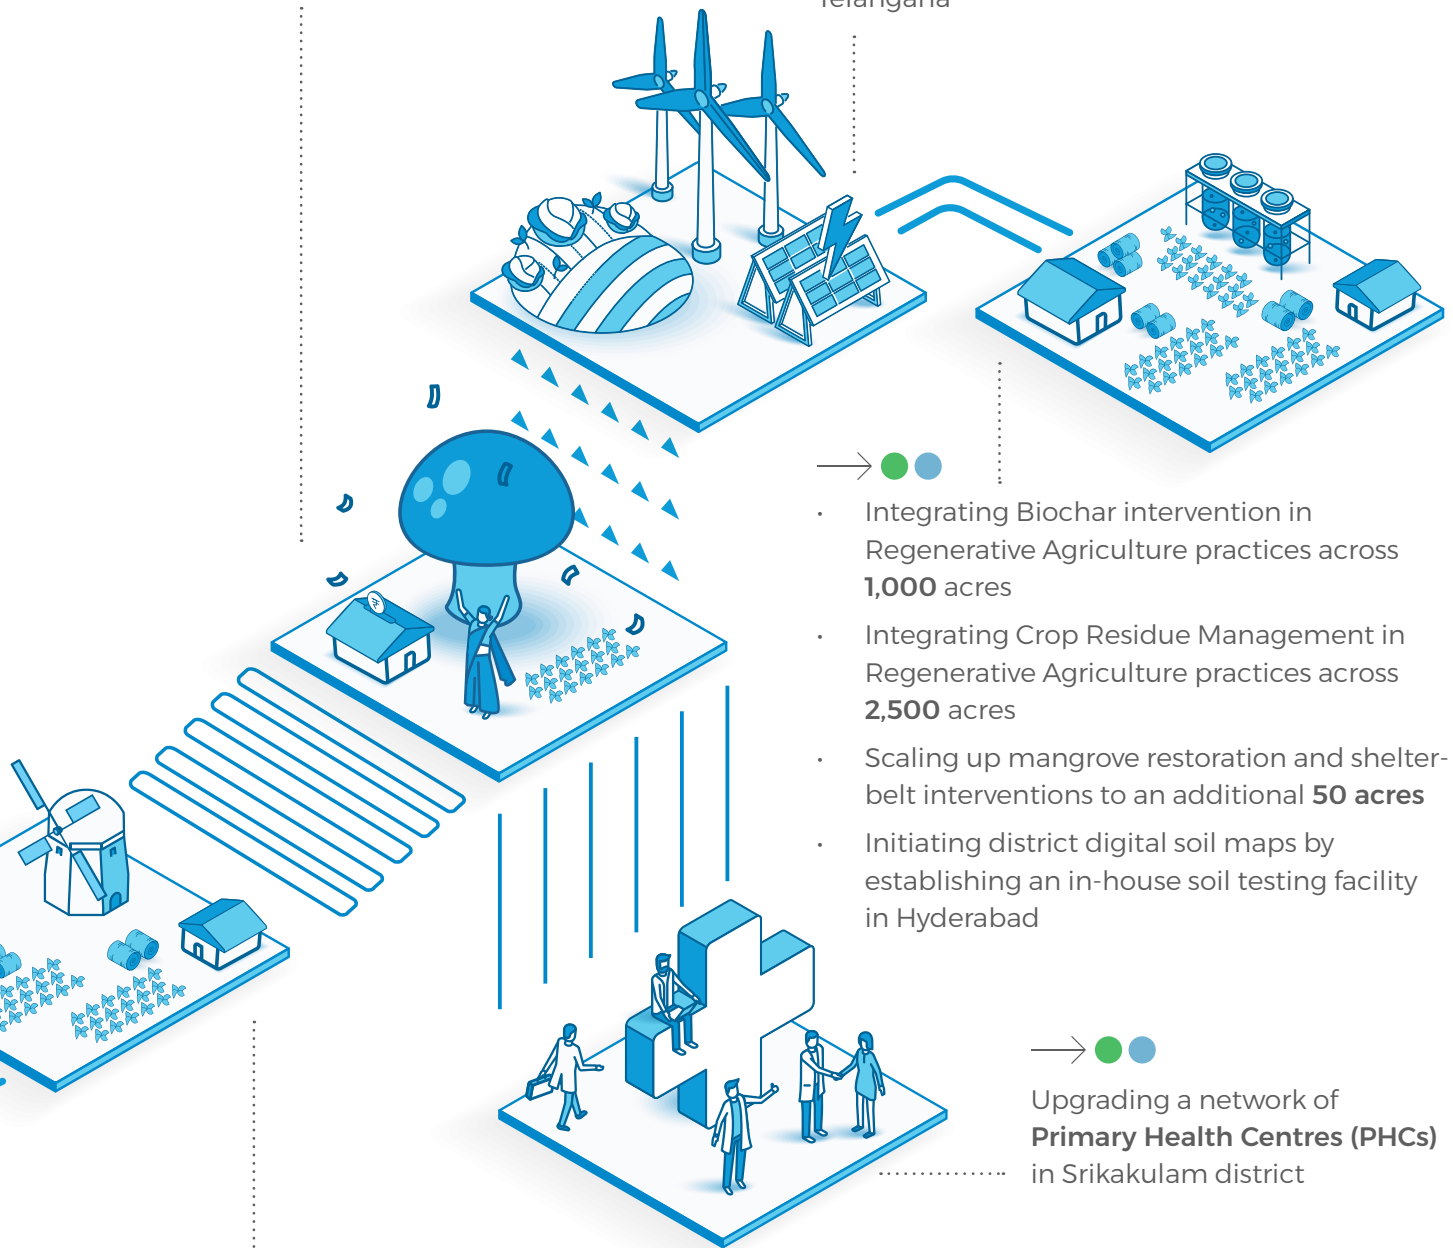 Telangana
• Integrating Biochar intervention in
Regenerative Agriculture practices across
1,000 acres
• Integrating Crop Residue Management in
Regenerative Agriculture practices across
2,500 acres
• Scaling up mangrove restoration and shelter-
belt interventions to an additional 50 acres
• Initiating district digital soil maps by
establishing an in-house soil testing facility
in Hyderabad
Upgrading a network of
Primary Health Centres (PHCs)
in Srikakulam district